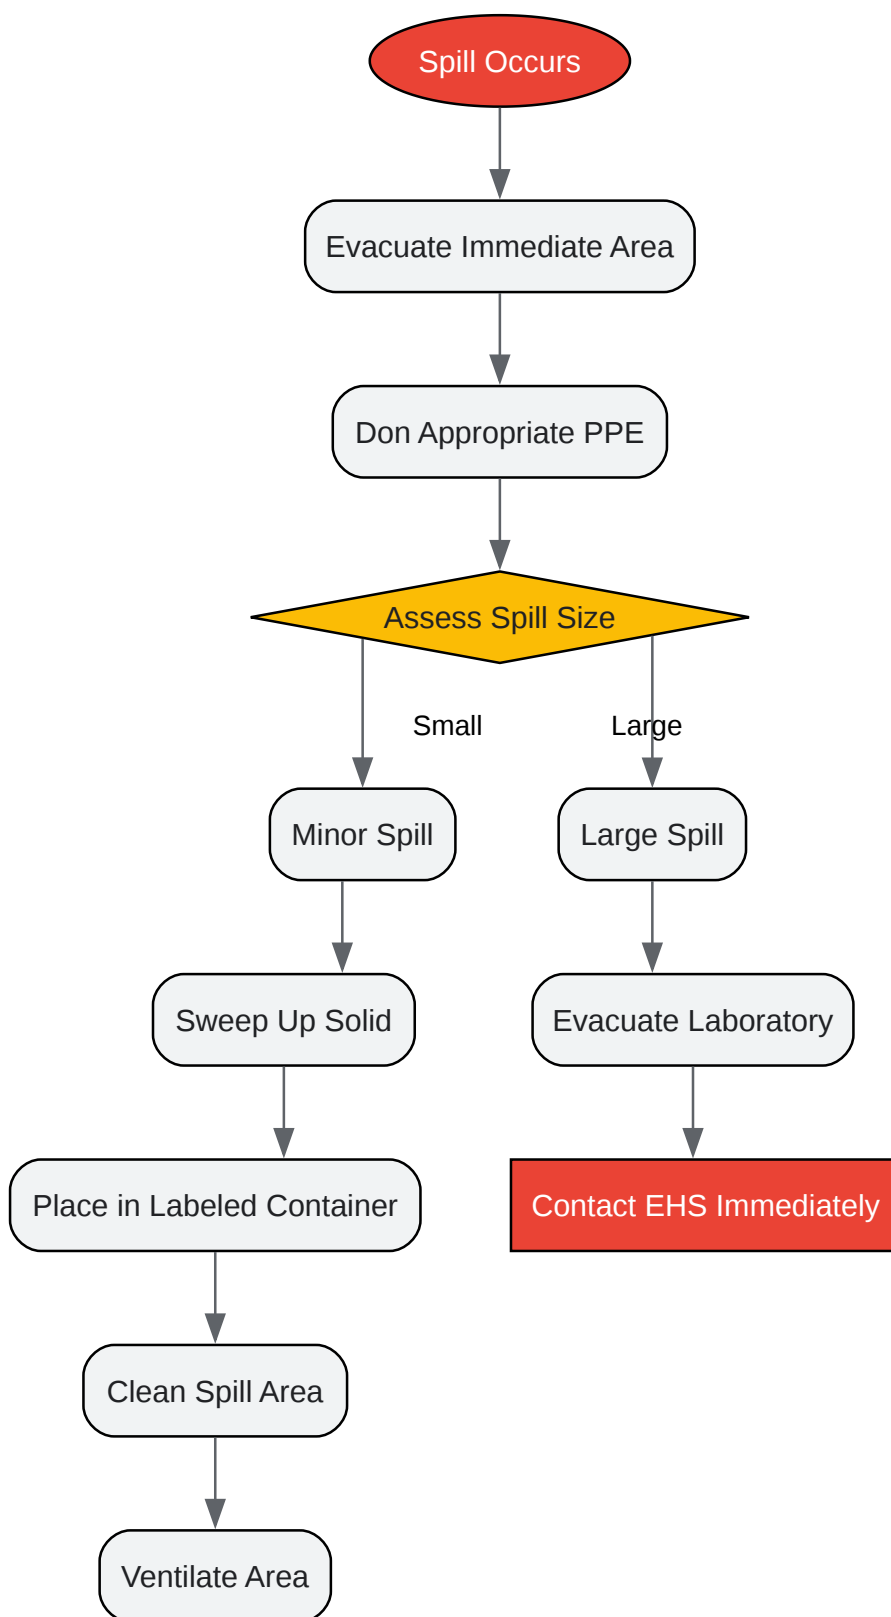 Spill Occurs
Evacuate Immediate Area
Don Appropriate PPE
Assess Spill Size
Small
Large
Minor Spill
Large Spill
Sweep Up Solid
Evacuate Laboratory
Place in Labeled Container
Contact EHS Immediately
Clean Spill Area
Ventilate Area